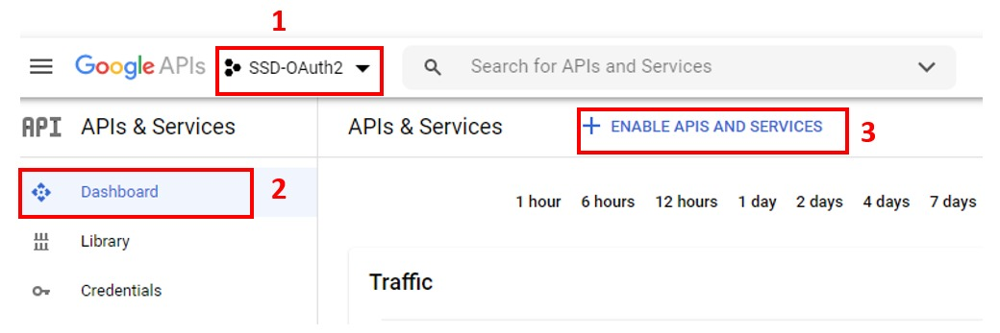 1
Google APIs SSD-OAuth2 Search for APIs and Services
API APIs & Services APIs & Services + ENABLE APIS AND SERVICES 3
Dashboard 2
1 hour 6 hours 12 hours 1 day 2 days 4 days 7 days
Library
Credentials
Traffic